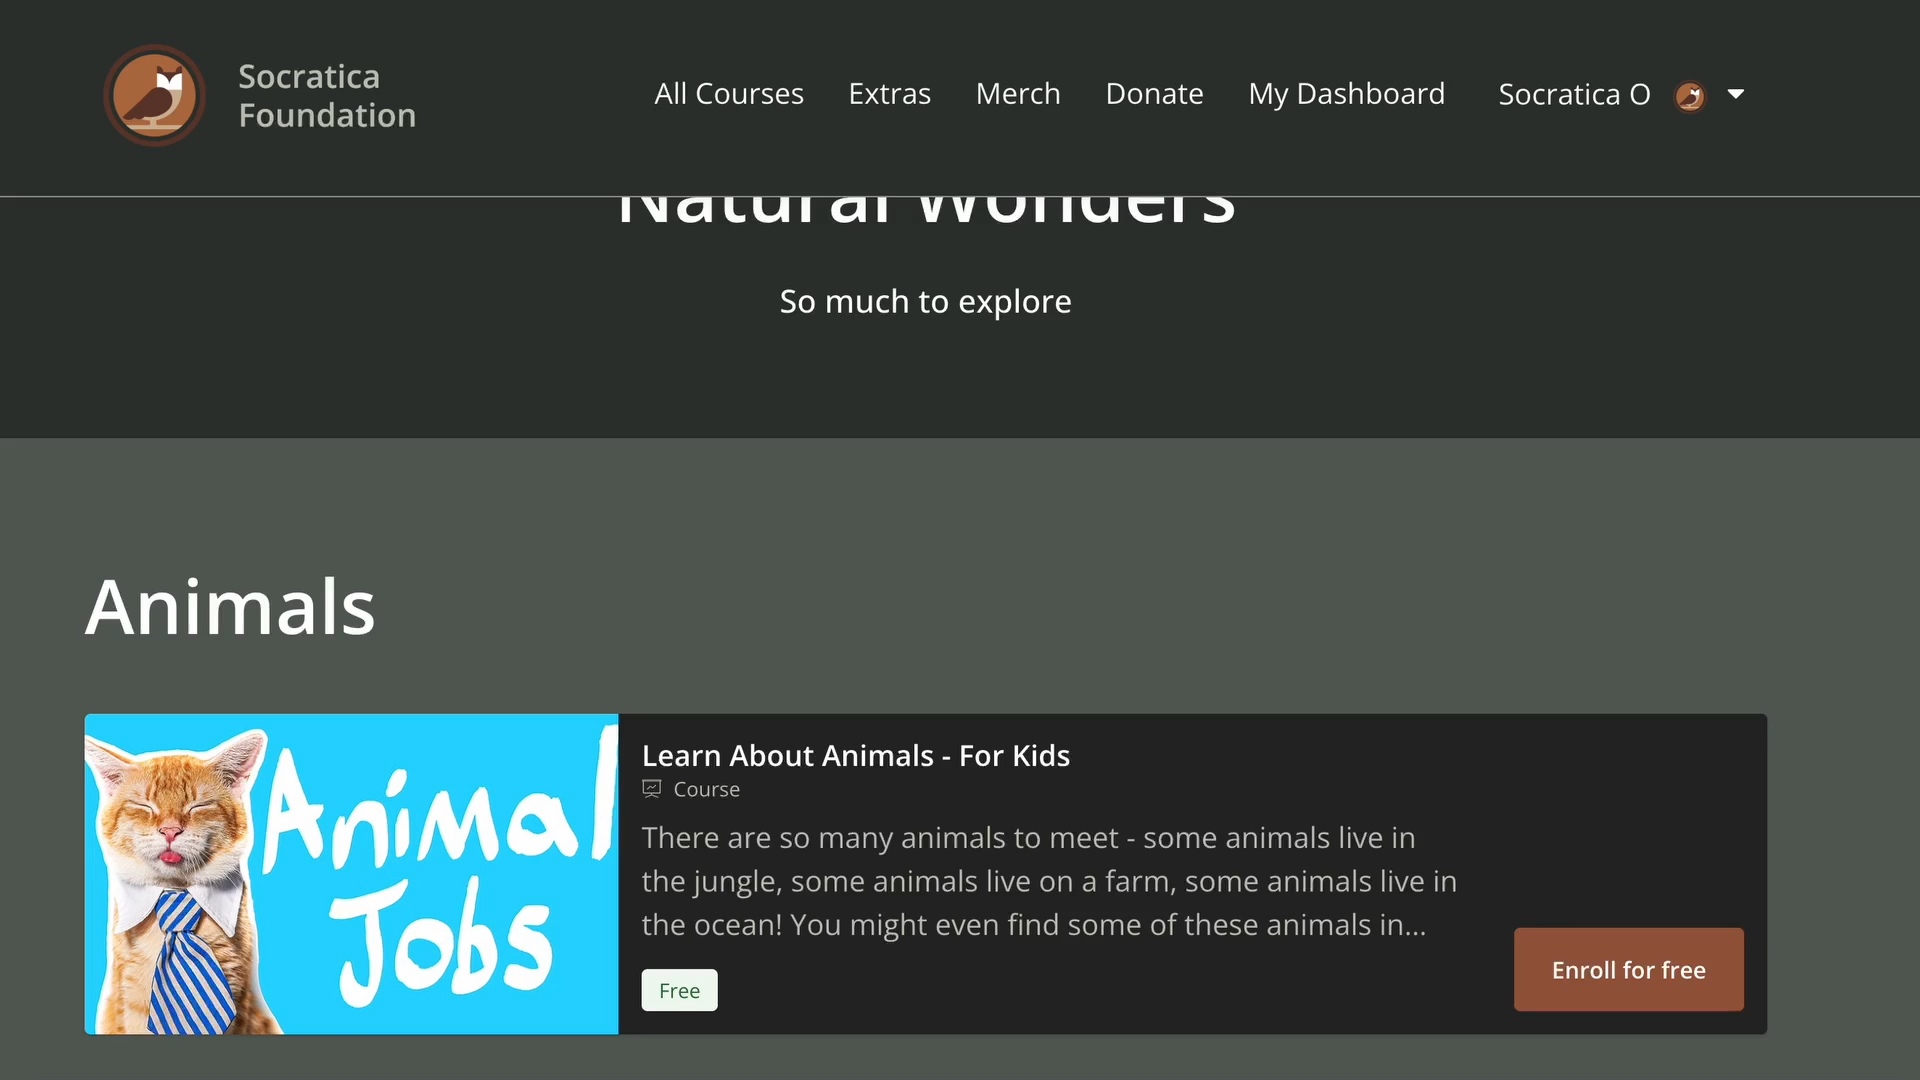 Socratica
Foundation
All Courses Extras Merch Donate My Dashboard Socratica O
Natural Wonders
So much to explore
Animals
Animal
Jobs
Learn About Animals - For Kids
Course
There are so many animals to meet - some animals live in
the jungle, some animals live on a farm, some animals live in
the ocean! You might even find some of these animals in...
Free
Enroll for free